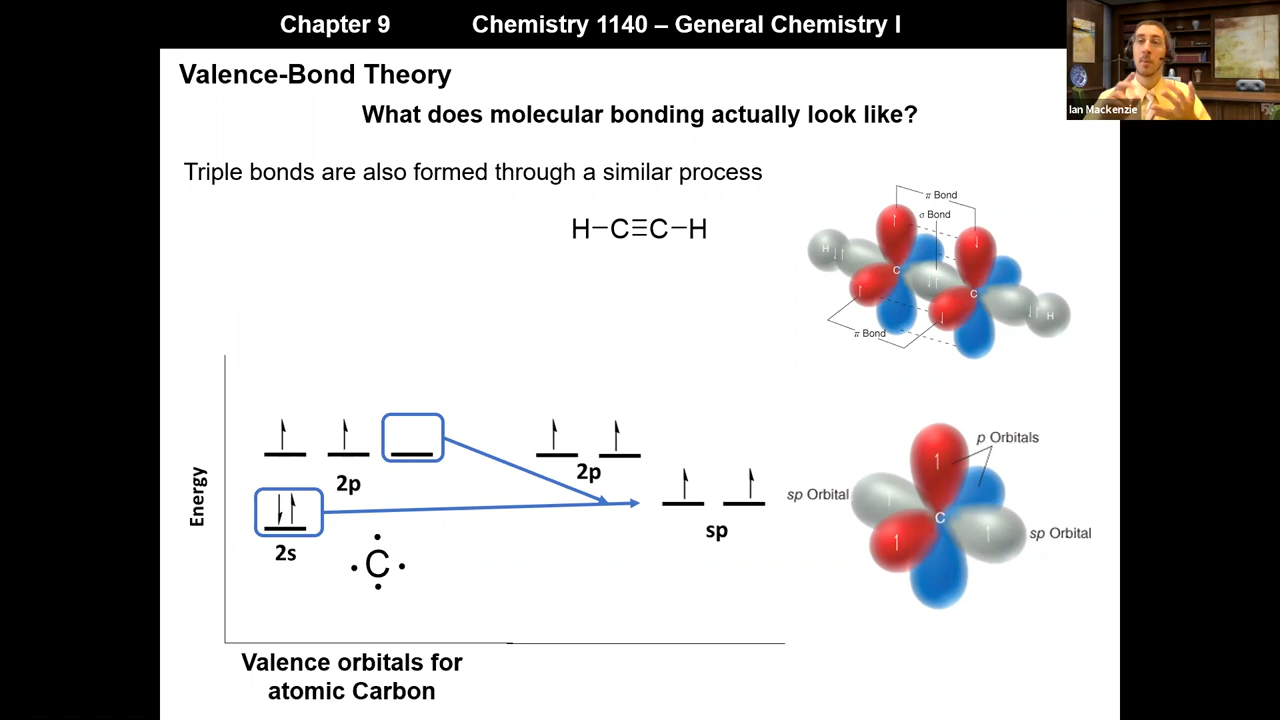 Chapter 9
Chemistry 1140 – General Chemistry I
Ian Mackenzie
Valence-Bond Theory
What does molecular bonding actually look like?
Triple bonds are also formed through a similar process
H–C≡C–H
π Bond
σ Bond
H
C
C
H
π Bond
Energy
2p
2s
C
2p
sp
p Orbitals
sp Orbital
C
sp Orbital
Valence orbitals for
atomic Carbon